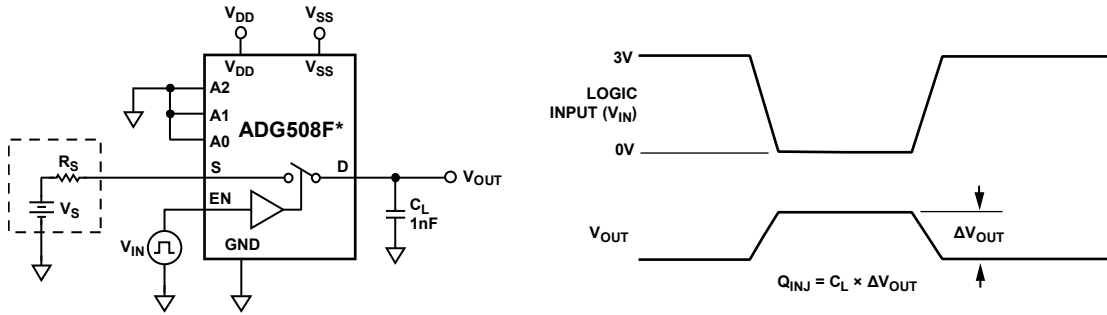 VDD VSS
VDD VSS
A2
A1
A0
ADG508F*
RS
VS
S
D
VOUT
EN
CL
1nF
VIN
GND
3V
LOGIC
INPUT (VIN)
0V
VOUT
ΔVOUT
QINJ = CL × ΔVOUT